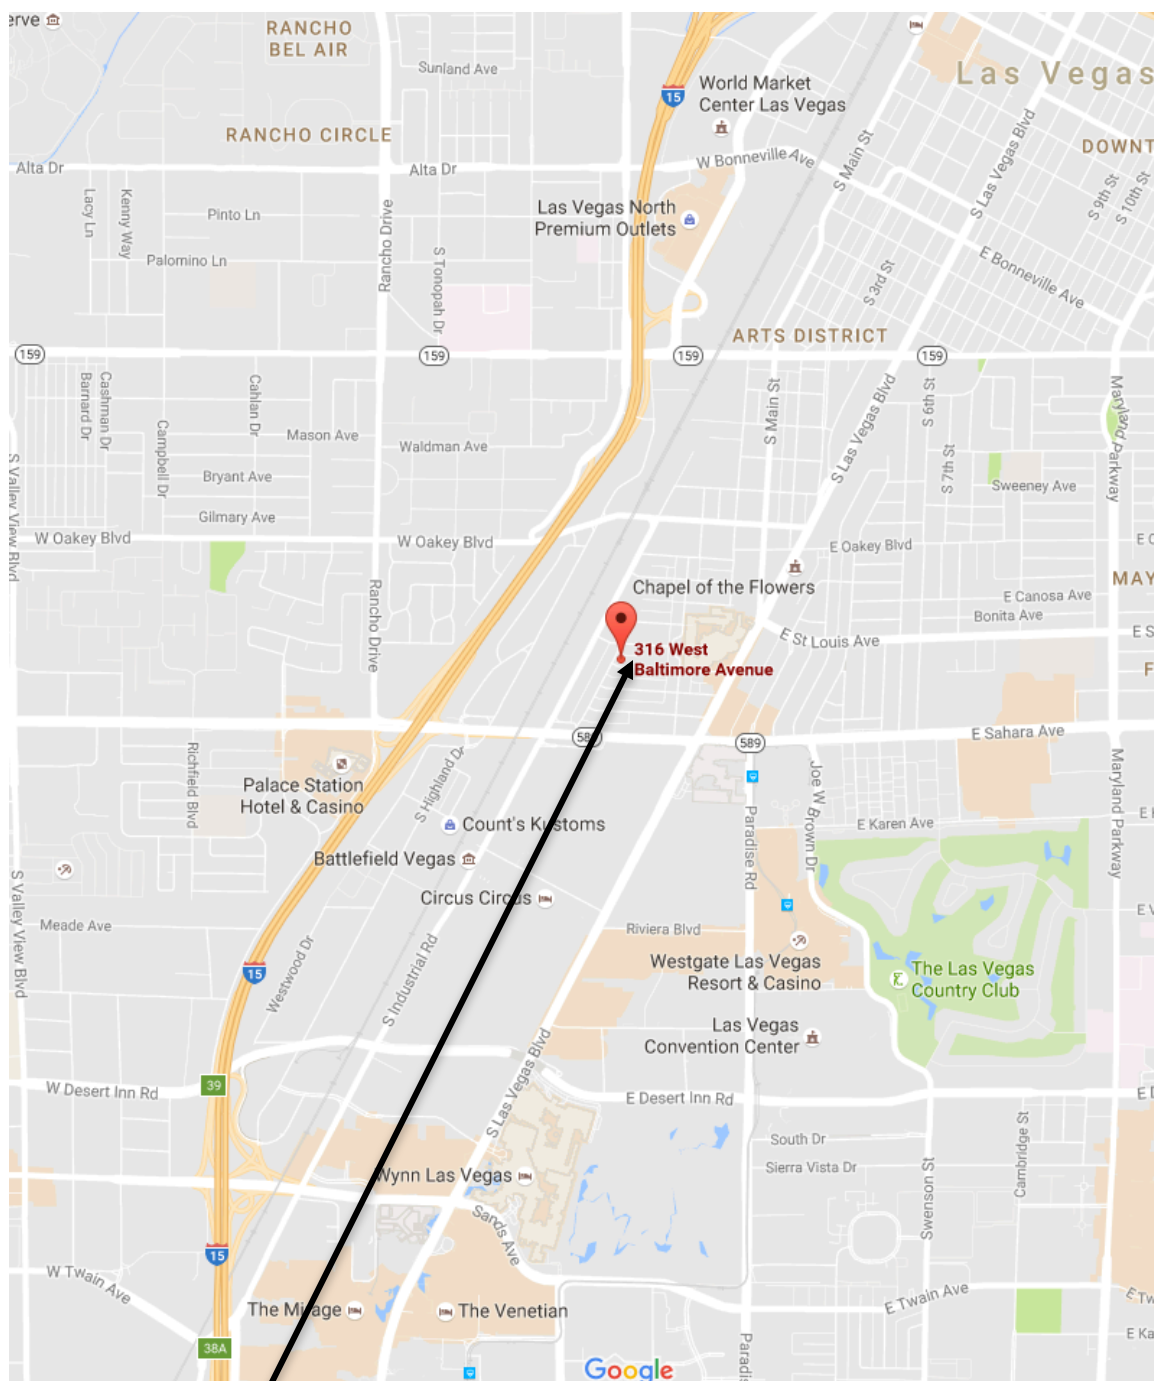 erve
RANCHO
BEL AIR
Sunland Ave
15
World Market
Center Las Vegas
Las Vegas
RANCHO CIRCLE
W Bonneville Ave
S Main St
S Las Vegas Blvd
DOWNT
Alta Dr
Alta Dr
Lacy Ln
Kenny Way
Pinto Ln
Palomino Ln
Rancho Drive
S Tonopah Dr
Las Vegas North
Premium Outlets
S 9th St
S 10th St
S 3rd St
E Bonneville Ave
ARTS DISTRICT
159
159
159
159
Barnard Dr
Cashman Dr
Campbell Dr
Cahlan Dr
Mason Ave
Waldman Ave
Bryant Ave
Gilmary Ave
S Main St
S Las Vegas Blvd
S 6th St
S 7th St
Maryland Parkway
Sweeney Ave
S Valley View Blvd
W Oakey Blvd
W Oakey Blvd
E Oakey Blvd
Rancho Drive
Chapel of the Flowers
MAY
E Canosa Ave
Bonita Ave
E St Louis Ave
E S
316 West
Baltimore Avenue
F
589
E Sahara Ave
Richfield Blvd
Palace Station
Hotel & Casino
S Highland Dr
Count's Kustoms
Joe W Brown Dr
Paradise Rd
E Karen Ave
Maryland Parkway
Battlefield Vegas
Circus Circus
S Valley View Blvd
Meade Ave
Westwood Dr
15
S Industrial Rd
Riviera Blvd
Westgate Las Vegas
Resort & Casino
The Las Vegas
Country Club
Las Vegas
Convention Center
39
W Desert Inn Rd
S Las Vegas Blvd
E Desert Inn Rd
South Dr
Sierra Vista Dr
Swenson St
Cambridge St
Wynn Las Vegas
Sands Ave
15
W Twain Ave
The Mirage
The Venetian
E Twain Ave
E Tw
38A
E Ka
Google